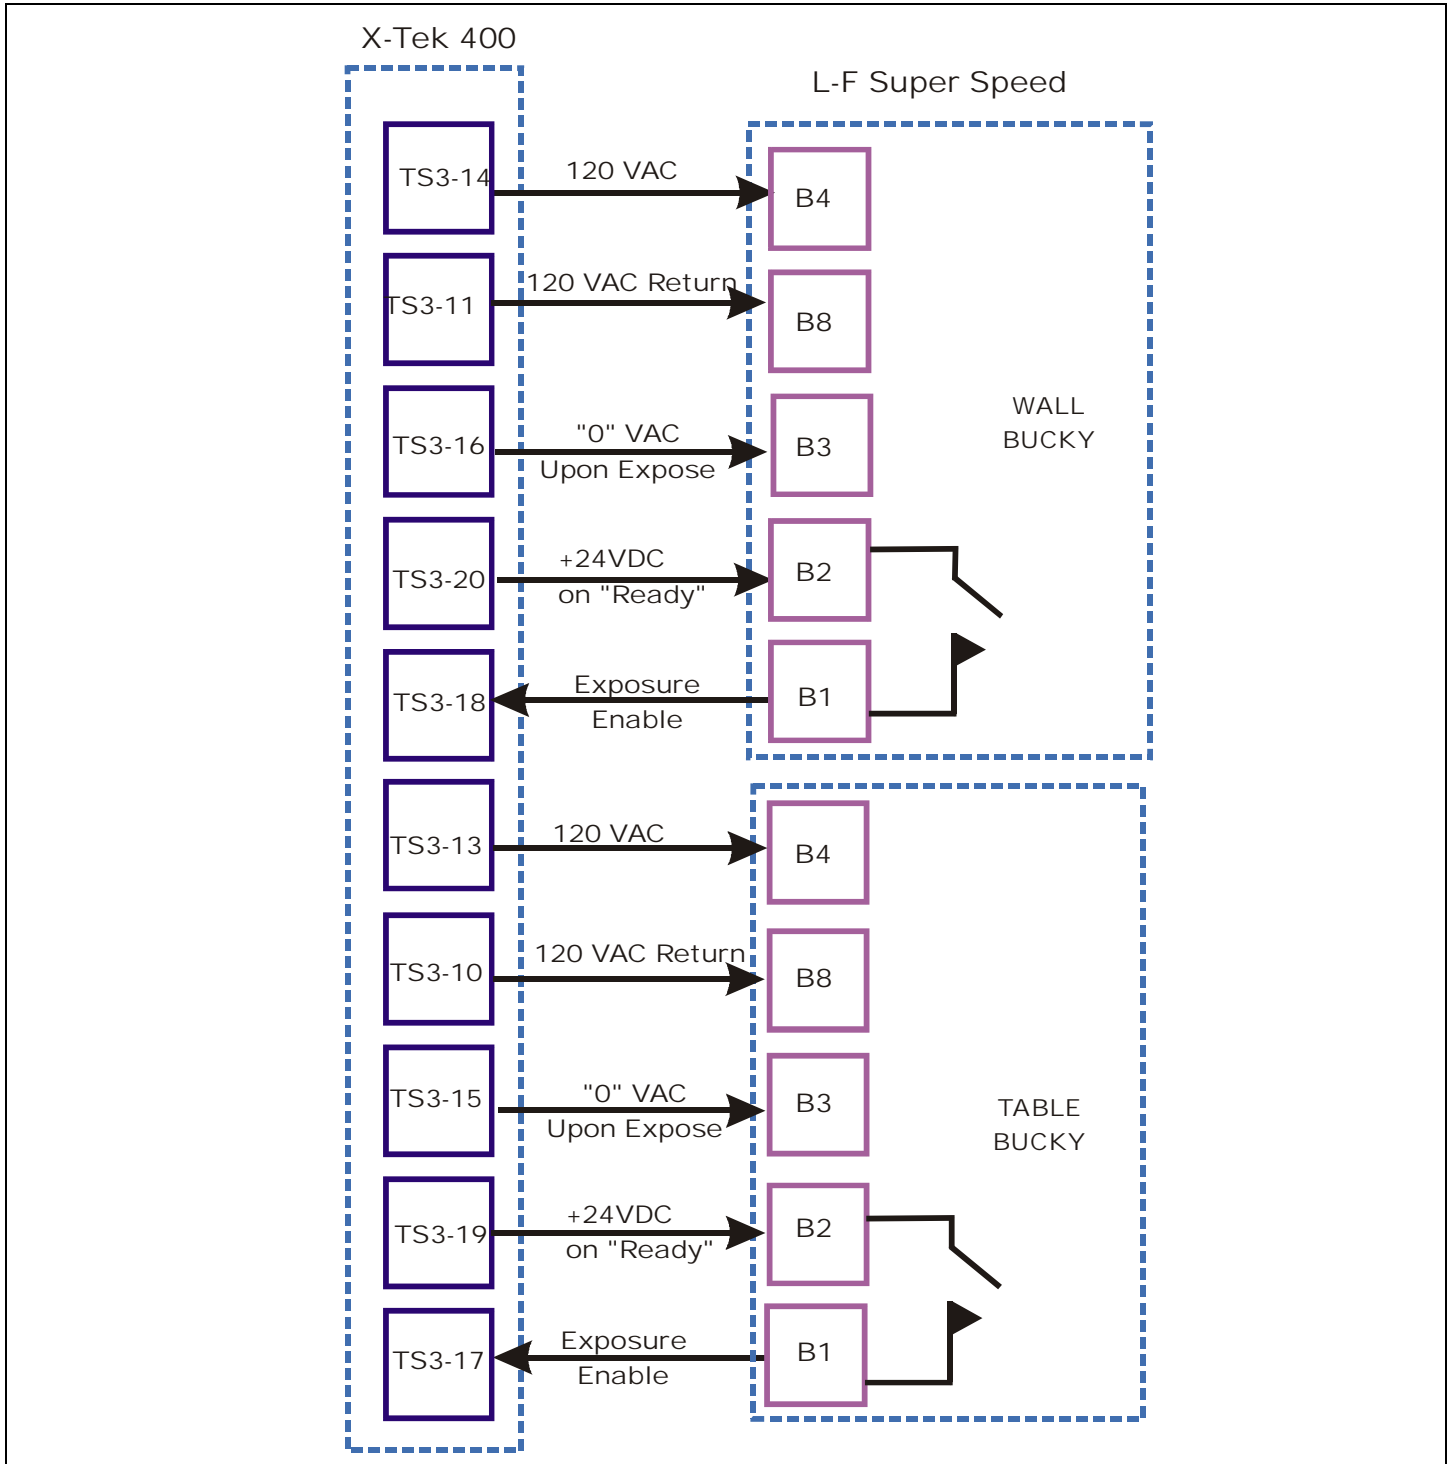 X-Tek 400
L-F Super Speed
TS3-14
120 VAC
B4
TS3-11
120 VAC Return
B8
TS3-16
"0" VAC
Upon Expose
B3
WALL
BUCKY
TS3-20
+24VDC
on "Ready"
B2
TS3-18
Exposure
Enable
B1
TS3-13
120 VAC
B4
TS3-10
120 VAC Return
B8
TS3-15
"0" VAC
Upon Expose
B3
TABLE
BUCKY
TS3-19
+24VDC
on "Ready"
B2
TS3-17
Exposure
Enable
B1